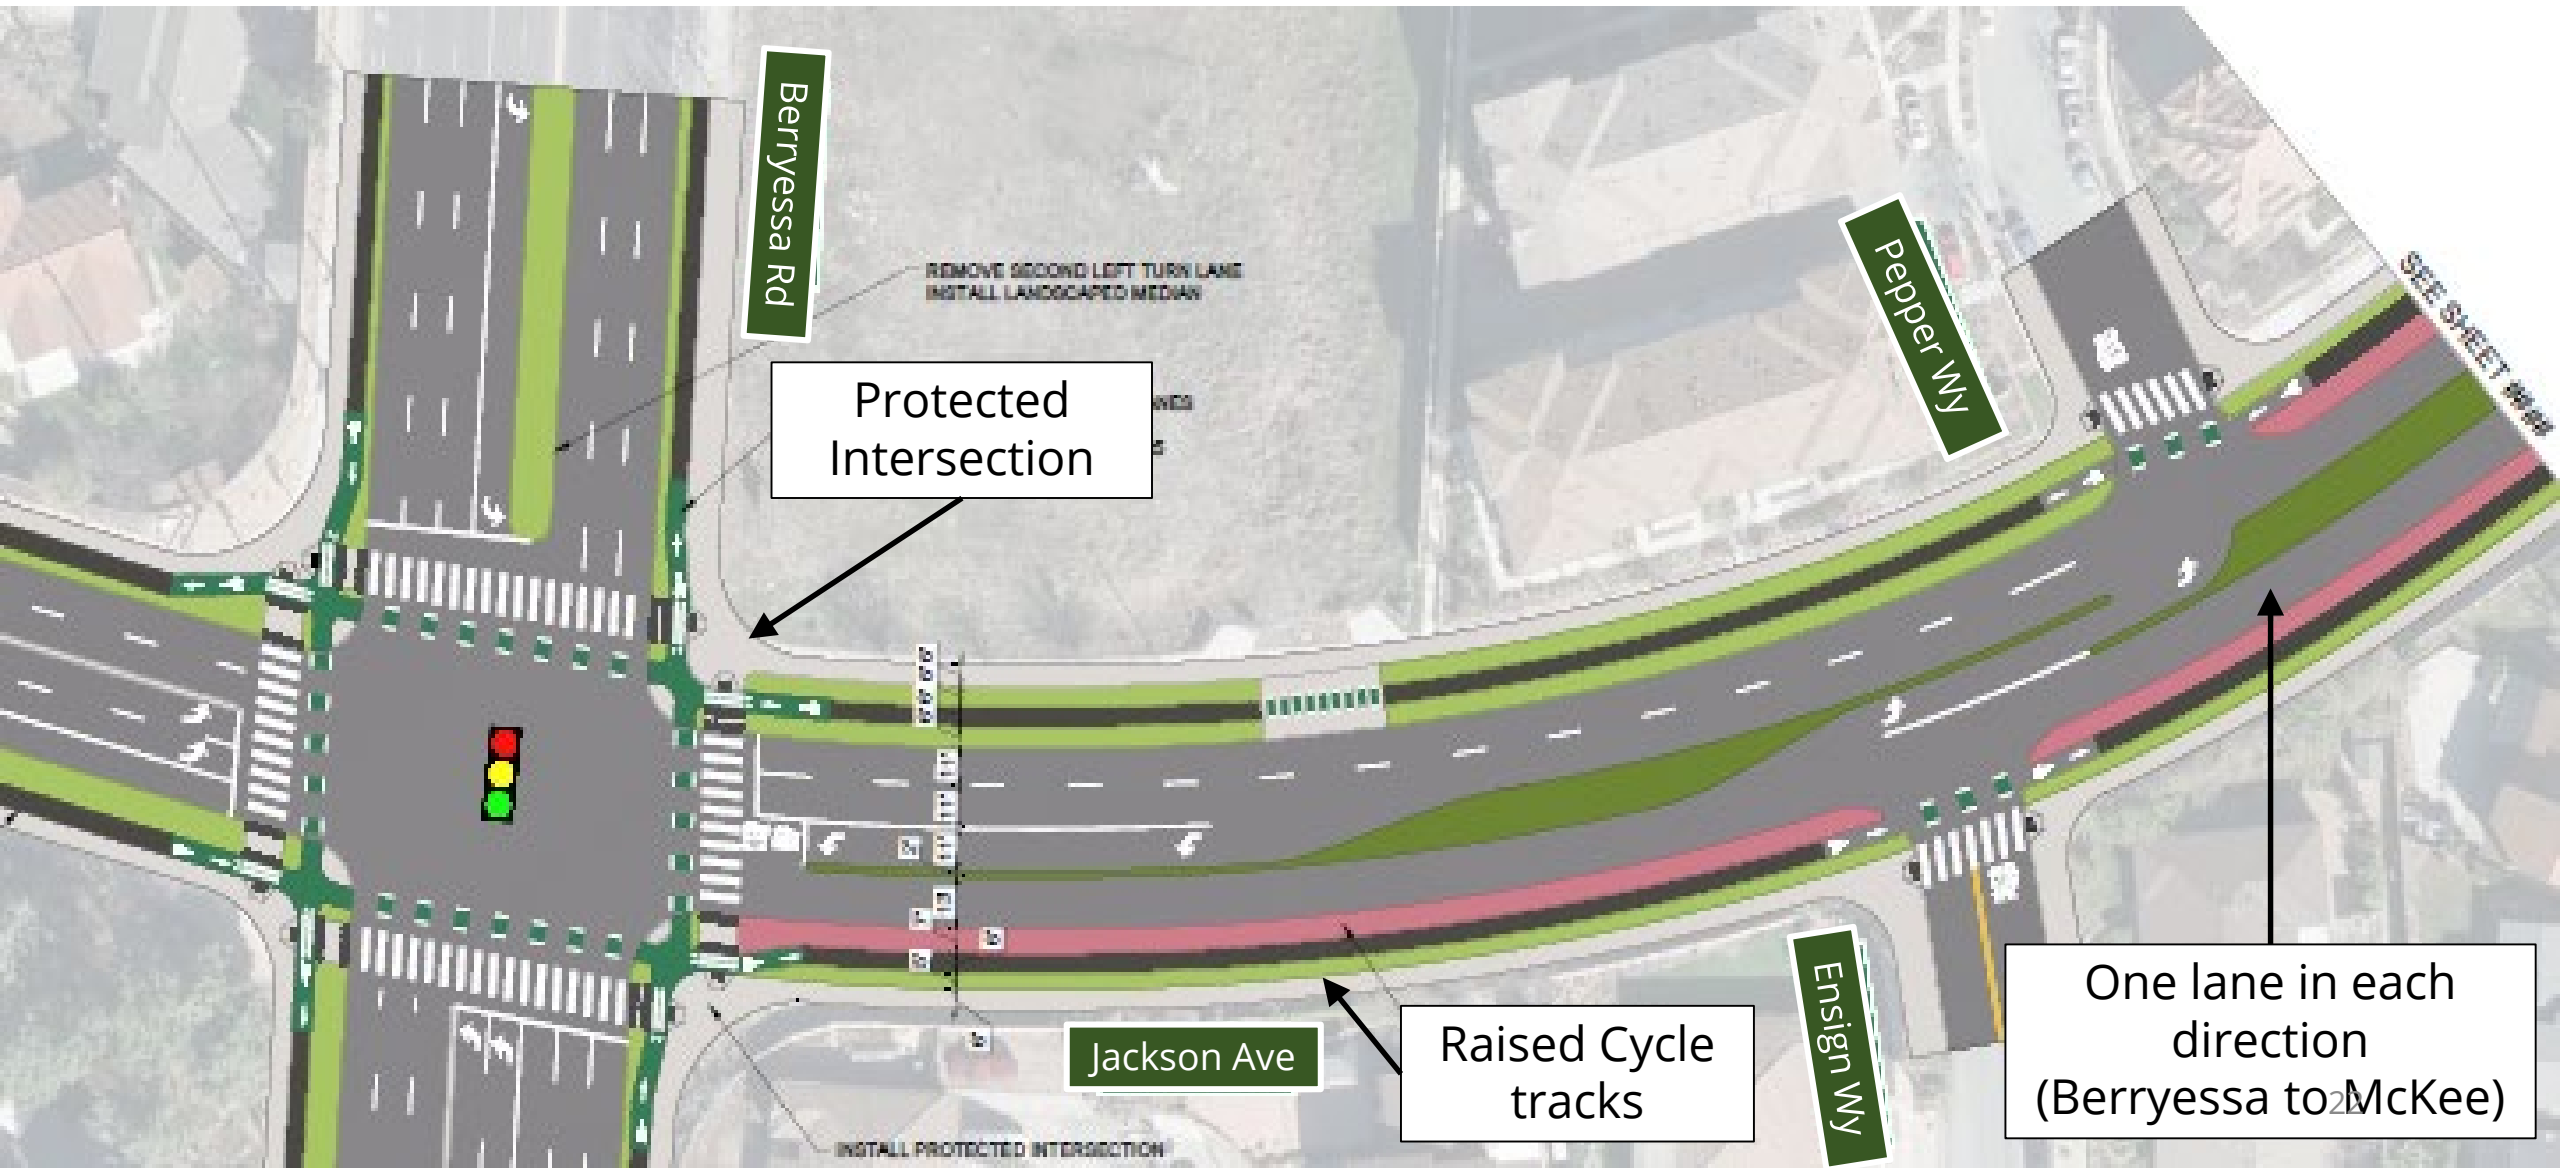 Berryessa Rd
REMOVE SECOND LEFT TURN LANE
INSTALL LANDSCAPED MEDIAN
Pepper Wy
SEE SHEET
Protected
Intersection
Jackson Ave
Raised Cycle
tracks
Ensign Wy
One lane in each
direction
(Berryessa to McKee)
22
INSTALL PROTECTED INTERSECTION